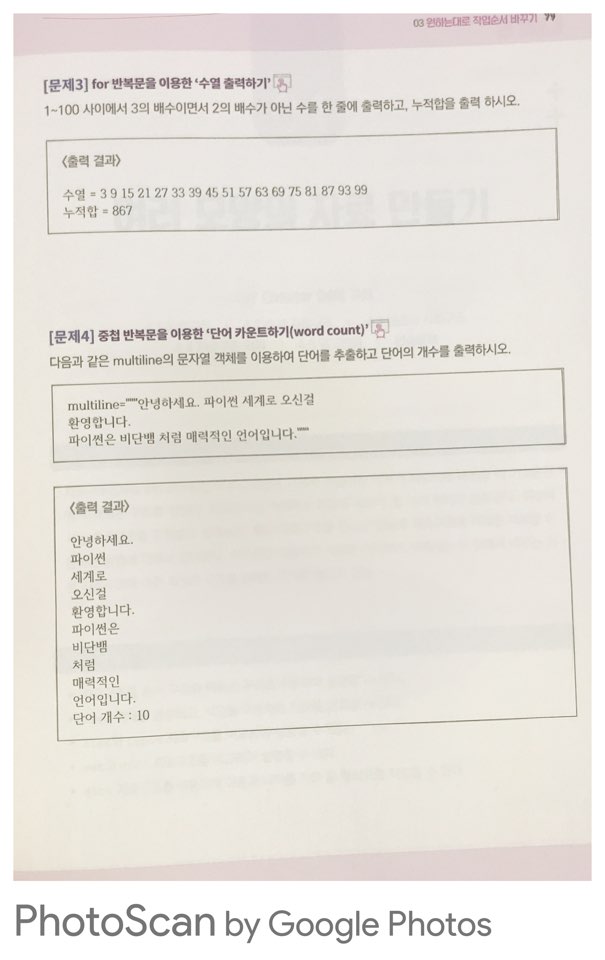 03 원하는대로 작업순서 바꾸기 79
[문제3] for 반복문을 이용한 ‘수열 출력하기’
1~100 사이에서 3의 배수이면서 2의 배수가 아닌 수를 한 줄에 출력하고, 누적합을 출력 하시오.
〈출력 결과〉
수열 = 3 9 15 21 27 33 39 45 51 57 63 69 75 81 87 93 99
누적합 = 867
[문제4] 중첩 반복문을 이용한 ‘단어 카운트하기(word count)’
다음과 같은 multiline의 문자열 객체를 이용하여 단어를 추출하고 단어의 개수를 출력하시오.
multiline="""안녕하세요. 파이썬 세계로 오신걸
환영합니다.
파이썬은 비단뱀 처럼 매력적인 언어입니다."""
〈출력 결과〉
안녕하세요.
파이썬
세계로
오신걸
환영합니다.
파이썬은
비단뱀
처럼
매력적인
언어입니다.
단어 개수 : 10
PhotoScan by Google Photos